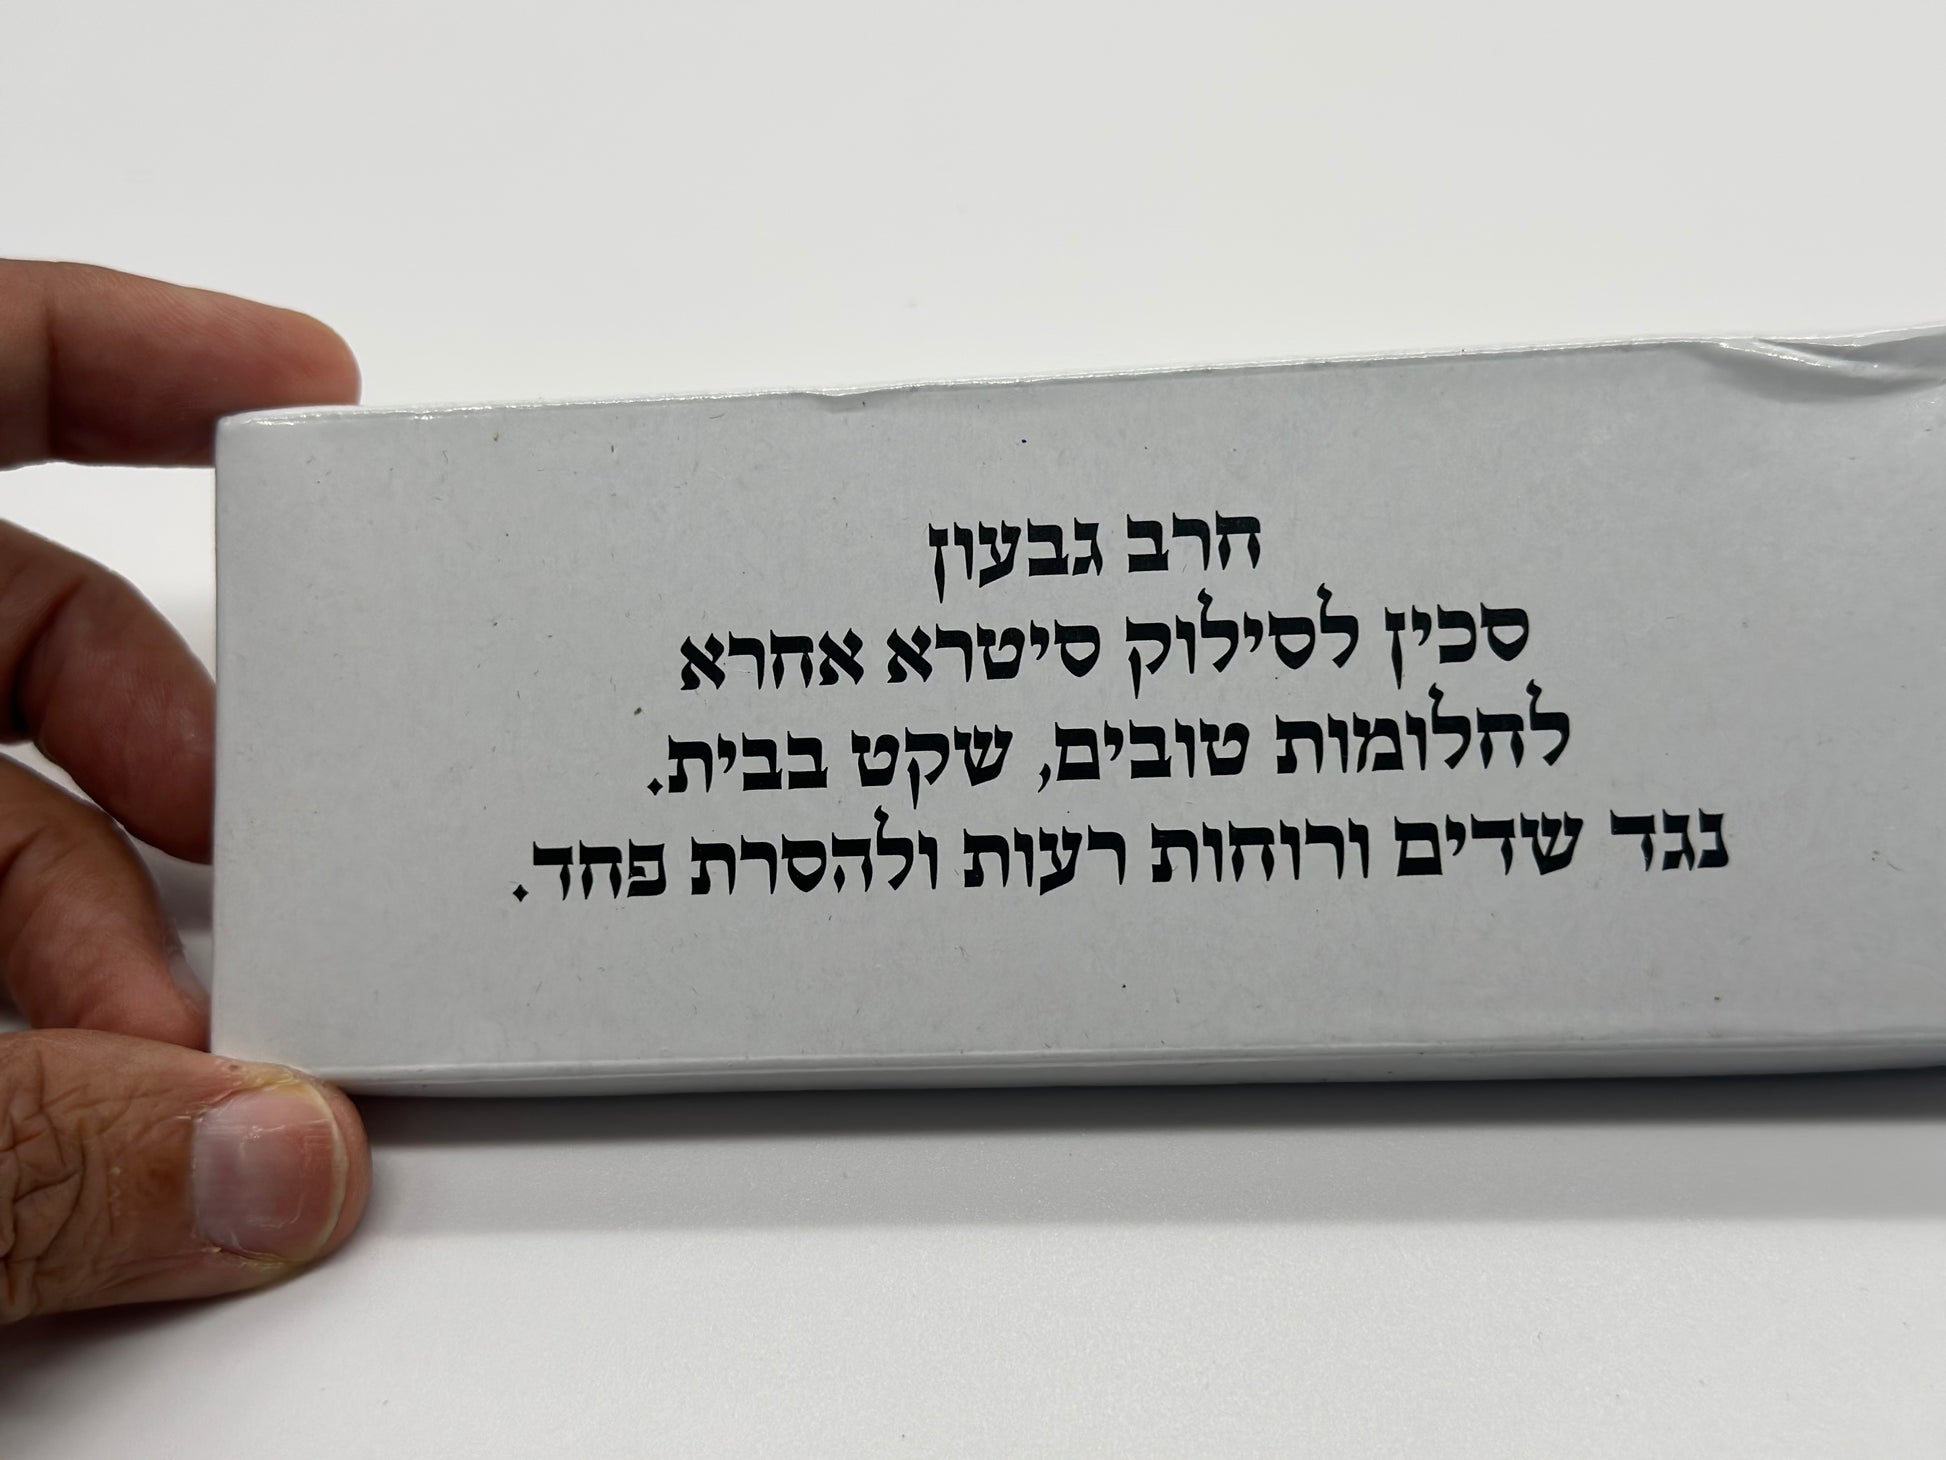 חרב גבעון
סכין לסילוק סיטרא אחרא
לחלומות טובים, שקט בבית.
נגד שדים ורוחות רעות ולהסרת פחד.